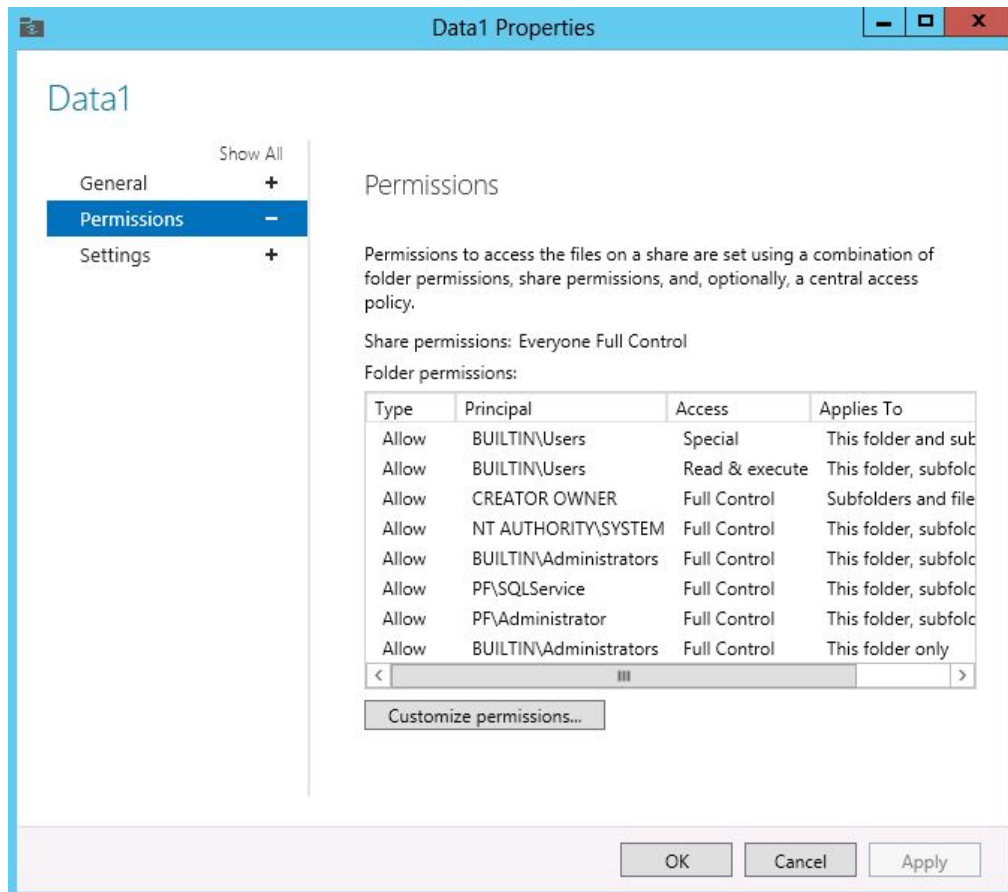 Data1 Properties
Data1
Show All
General +
Permissions −
Settings +
Permissions
Permissions to access the files on a share are set using a combination of
folder permissions, share permissions, and, optionally, a central access
policy.
Share permissions: Everyone Full Control
Folder permissions:
Type Principal Access Applies To
Allow BUILTIN\Users Special This folder and sub
Allow BUILTIN\Users Read & execute This folder, subfold
Allow CREATOR OWNER Full Control Subfolders and file
Allow NT AUTHORITY\SYSTEM Full Control This folder, subfold
Allow BUILTIN\Administrators Full Control This folder, subfold
Allow PF\SQLService Full Control This folder, subfold
Allow PF\Administrator Full Control This folder, subfold
Allow BUILTIN\Administrators Full Control This folder only
Customize permissions...
OK Cancel Apply